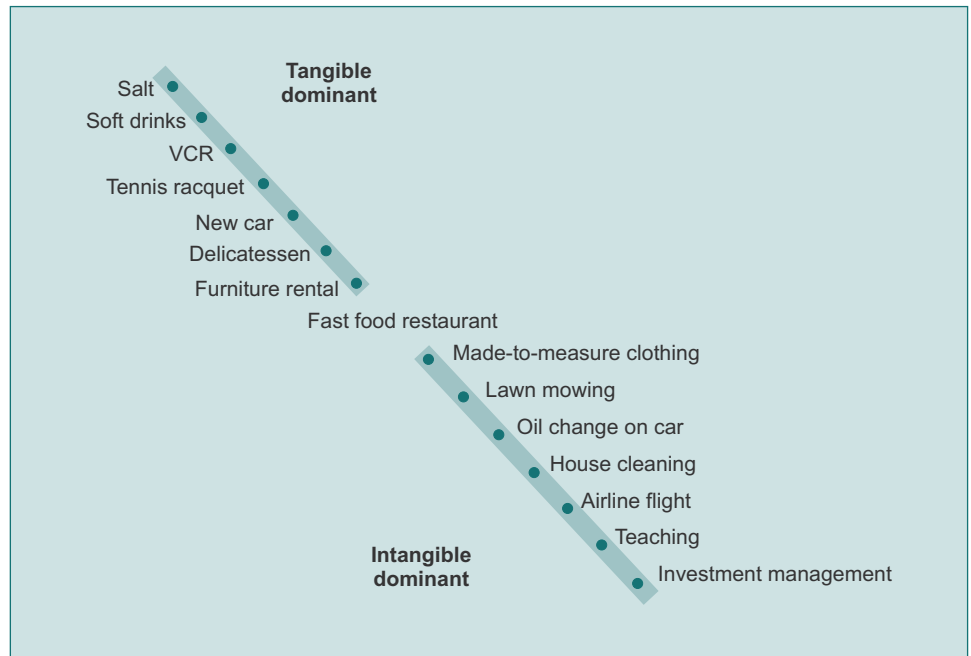 Tangible
dominant
Salt
Soft drinks
VCR
Tennis racquet
New car
Delicatessen
Furniture rental
Fast food restaurant
Made-to-measure clothing
Lawn mowing
Oil change on car
House cleaning
Airline flight
Teaching
Intangible
dominant
Investment management